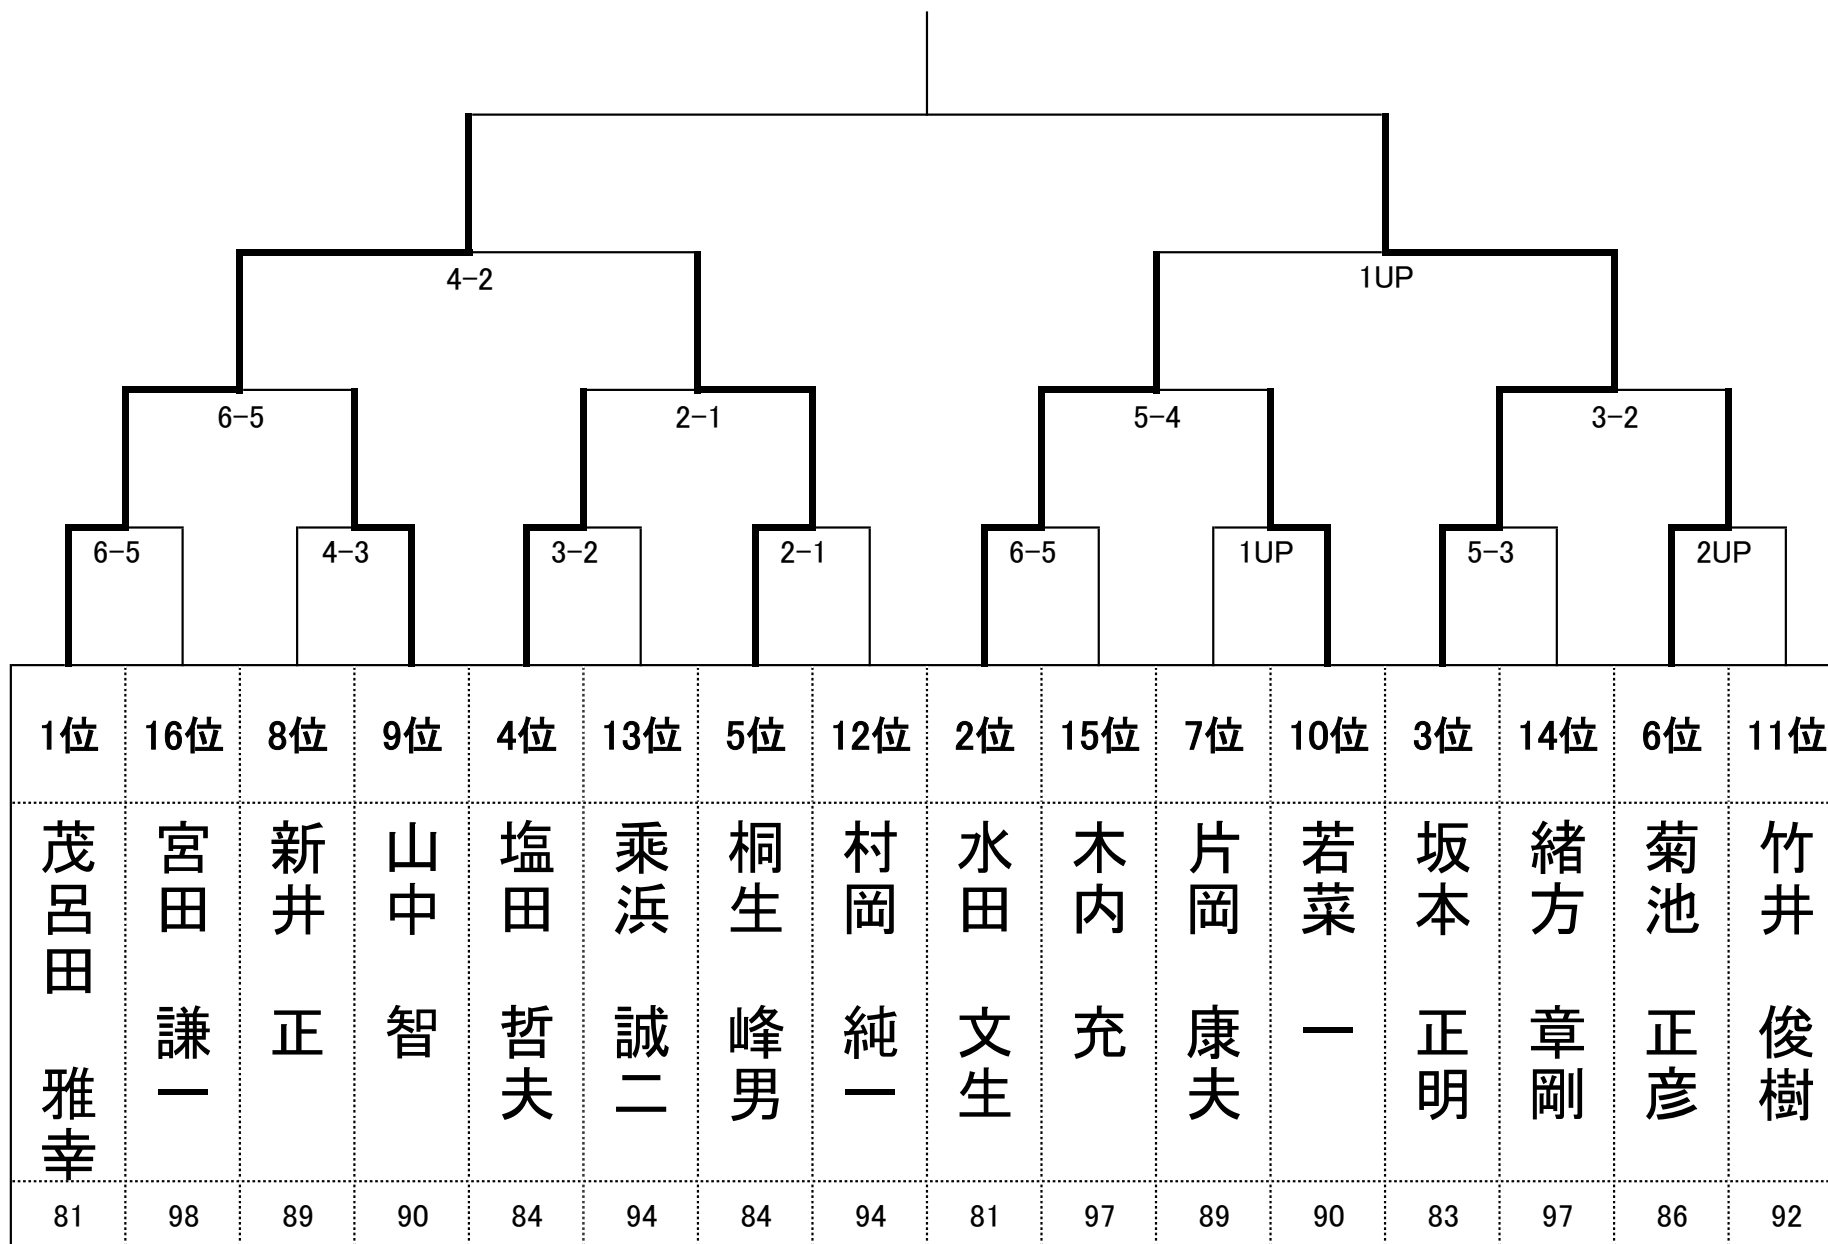 4-2 1UP
6-5 2-1 5-4 3-2
6-5 4-3 3-2 2-1 6-5 1UP 5-3 2UP
1位 16位 8位 9位 4位 13位 5位 12位 2位 15位 7位 10位 3位 14位 6位 11位
茂呂田 雅幸
宮田 謙一
新井 正
山中 智
塩田 哲夫
乘浜 誠二
桐生 峰男
村岡 純一
水田 文生
木内 充
片岡 康夫
若菜 一
坂本 正明
緒方 章剛
菊池 正彦
竹井 俊樹
81 98 89 90 84 94 84 94 81 97 89 90 83 97 86 92